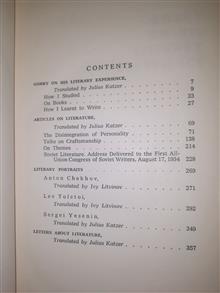 CONTENTS
GORKY ON HIS LITERARY EXPERIENCE,
Translated by Julius Katzer . . . . 7
How I Studied . . . . 9
On Books . . . . 23
How I Learnt to Write . . . . 27
ARTICLES ON LITERATURE,
Translated by Julius Katzer . . . . 69
The Disintegration of Personality . . . . 71
Talks on Craftsmanship . . . . 138
On Themes . . . . 214
Soviet Literature. Address Delivered to the First All-
Union Congress of Soviet Writers, August 17, 1934 . . 228
LITERARY PORTRAITS . . . . 269
Anton Chekhov,
Translated by Ivy Litvinov . . . . 271
Lev Tolstoi,
Translated by Ivy Litvinov . . . . 292
Sergei Yesenin,
Translated by Julius Katzer . . . . 349
LETTERS ABOUT LITERATURE,
Translated by Julius Katzer . . . . 357